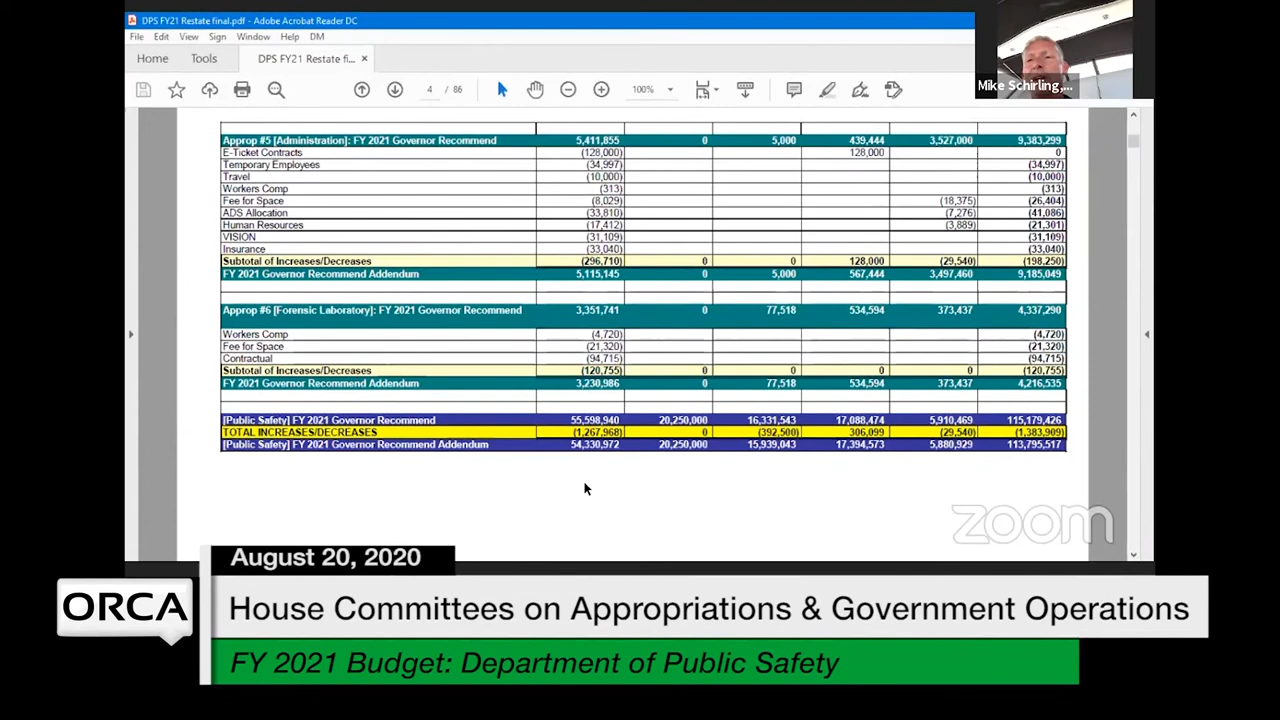 DPS FY21 Restate final.pdf - Adobe Acrobat Reader DC
File Edit View Sign Window Help DM
Home Tools DPS FY21 Restate fi... ×
4 / 86 100%
Mike Schirling,...
Approp #5 [Administration]: FY 2021 Governor Recommend 5,411,855 0 5,000 439,444 3,527,000 9,383,299
E-Ticket Contracts (128,000) 128,000 0
Temporary Employees (34,997) (34,997)
Travel (10,000) (10,000)
Workers Comp (313) (313)
Fee for Space (8,029) (18,375) (26,404)
ADS Allocation (33,810) (7,276) (41,086)
Human Resources (17,412) (3,889) (21,301)
VISION (31,109) (31,109)
Insurance (33,040) (33,040)
Subtotal of Increases/Decreases (296,710) 0 0 128,000 (29,540) (198,250)
FY 2021 Governor Recommend Addendum 5,115,145 0 5,000 567,444 3,497,460 9,185,049
Approp #6 [Forensic Laboratory]: FY 2021 Governor Recommend 3,351,741 0 77,518 534,594 373,437 4,337,290
Workers Comp (4,720) (4,720)
Fee for Space (21,320) (21,320)
Contractual (94,715) (94,715)
Subtotal of Increases/Decreases (120,755) 0 0 0 0 (120,755)
FY 2021 Governor Recommend Addendum 3,230,986 0 77,518 534,594 373,437 4,216,535
[Public Safety] FY 2021 Governor Recommend 55,598,940 20,250,000 16,331,543 17,088,474 5,910,469 115,179,426
TOTAL INCREASES/DECREASES (1,267,968) 0 (392,500) 306,099 (29,540) (1,383,909)
[Public Safety] FY 2021 Governor Recommend Addendum 54,330,972 20,250,000 15,939,043 17,394,573 5,880,929 113,795,517
zoom
August 20, 2020
ORCA
House Committees on Appropriations & Government Operations
FY 2021 Budget: Department of Public Safety